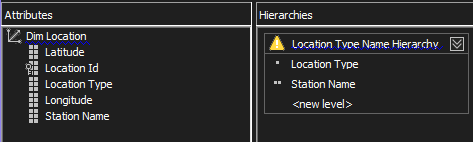 Attributes
Dim Location
Latitude
Location Id
Location Type
Longitude
Station Name
Hierarchies
Location Type Name Hierarchy
Location Type
Station Name
<new level>